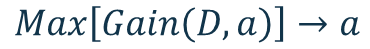 Max[Gain(D, a)] → a